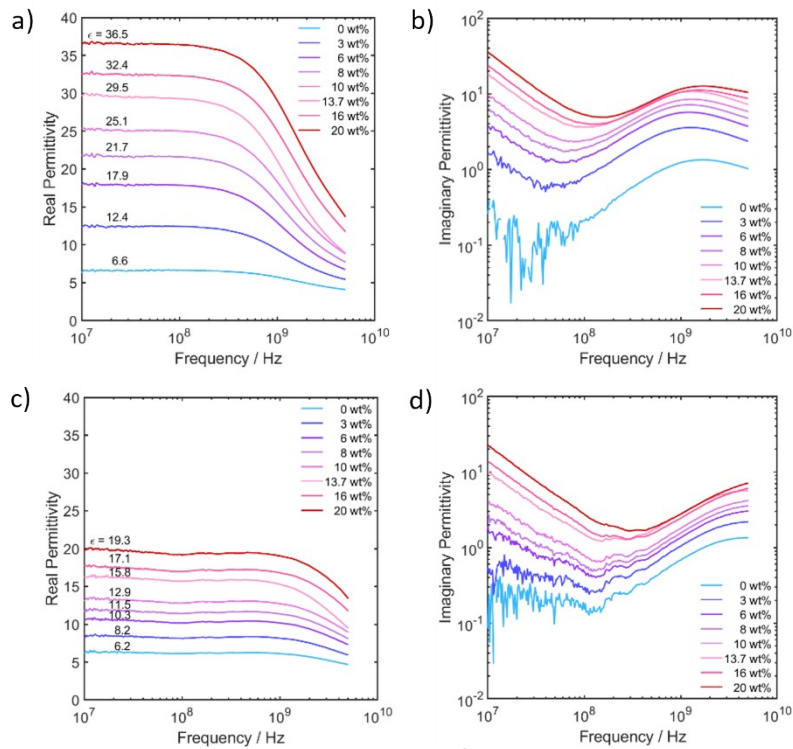 a)
Real Permittivity
40
35
30
25
20
15
10
5
0
ϵ = 36.5
32.4
29.5
25.1
21.7
17.9
12.4
6.6
0 wt%
3 wt%
6 wt%
8 wt%
10 wt%
13.7 wt%
16 wt%
20 wt%
10^7
10^8
10^9
10^10
Frequency / Hz
b)
Imaginary Permittivity
10^2
10^1
10^0
10^-1
10^-2
0 wt%
3 wt%
6 wt%
8 wt%
10 wt%
13.7 wt%
16 wt%
20 wt%
10^7
10^8
10^9
10^10
Frequency / Hz
c)
Real Permittivity
40
35
30
25
20
15
10
5
0
ϵ = 19.3
17.1
15.8
12.9
11.5
10.3
8.2
6.2
0 wt%
3 wt%
6 wt%
8 wt%
10 wt%
13.7 wt%
16 wt%
20 wt%
10^7
10^8
10^9
10^10
Frequency / Hz
d)
Imaginary Permittivity
10^2
10^1
10^0
10^-1
10^-2
0 wt%
3 wt%
6 wt%
8 wt%
10 wt%
13.7 wt%
16 wt%
20 wt%
10^7
10^8
10^9
10^10
Frequency / Hz